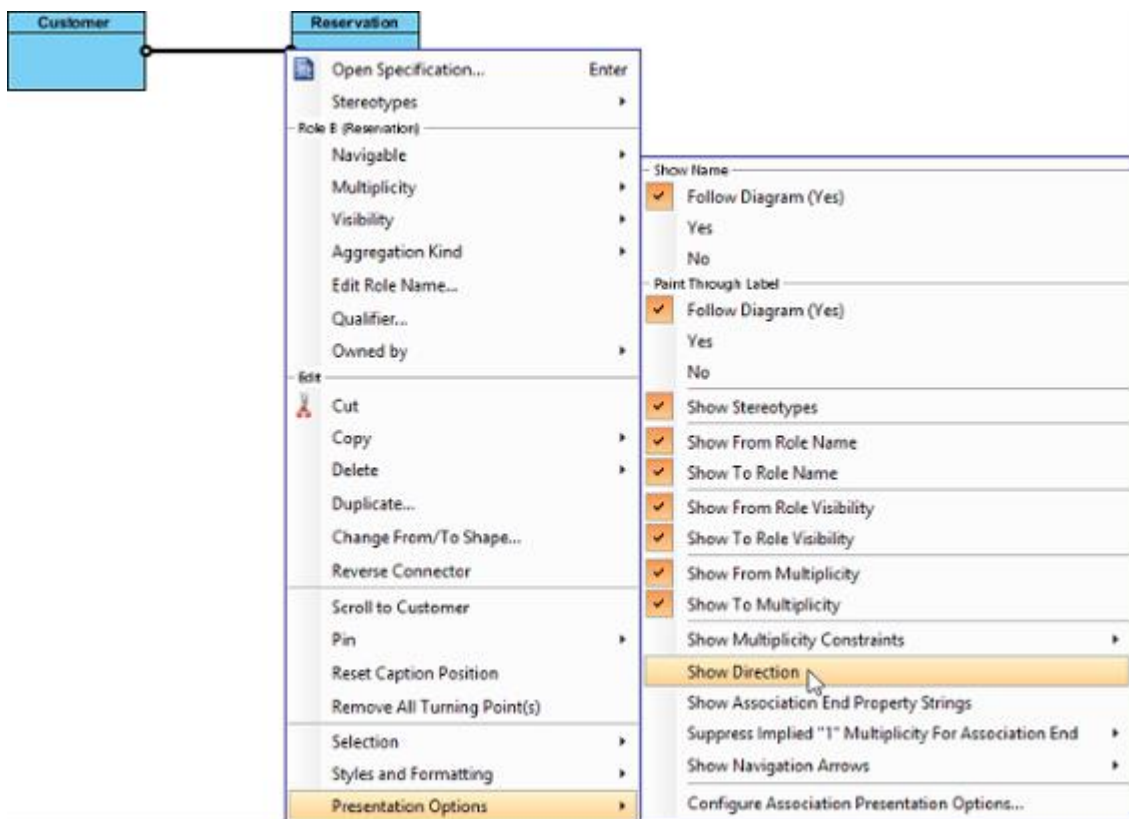 Customer
Reservation
Open Specification... Enter
Stereotypes
Role B (Reservation)
Navigable
Multiplicity
Visibility
Aggregation Kind
Edit Role Name...
Qualifier...
Owned by
Edit
Cut
Copy
Delete
Duplicate...
Change From/To Shape...
Reverse Connector
Scroll to Customer
Pin
Reset Caption Position
Remove All Turning Point(s)
Selection
Styles and Formatting
Presentation Options
Show Name
Follow Diagram (Yes)
Yes
No
Paint Through Label
Follow Diagram (Yes)
Yes
No
Show Stereotypes
Show From Role Name
Show To Role Name
Show From Role Visibility
Show To Role Visibility
Show From Multiplicity
Show To Multiplicity
Show Multiplicity Constraints
Show Direction
Show Association End Property Strings
Suppress Implied "1" Multiplicity For Association End
Show Navigation Arrows
Configure Association Presentation Options...